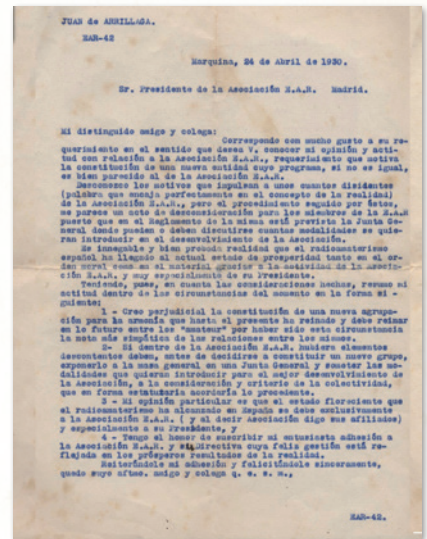 JUAN de ARRILLAGA.
EAR-42
Marquina, 24 de Abril de 1930.
Sr. Presidente de la Asociación E.A.R. Madrid.
Mi distinguido amigo y colega:
Correspondo con mucho gusto a su re-
querimiento en el sentido que desea V. conocer mi opinión y acti-
tud con relación a la Asociación E.A.R., requerimiento que motiva
la constitución de una nueva entidad cuyo programa, si no es igual,
es bien parecido al de la Asociación E.A.R.
Desconozco los motivos que impulsan a unos cuantos disidentes
(palabra que encaja perfectamente en el concepto de la realidad)
de la Asociación E.A.R., pero el procedimiento seguido por éstos,
me parece un acto de desconsideración para los miembros de la E.A.R
puesto que en el Reglamento de la misma está prevista la Junta Ge-
neral donde pueden o deben discutirse cuantas modalidades se quie-
ran introducir en el desenvolvimiento de la Asociación.
Es innegable y bien probada realidad que el radioamaterismo
español ha llegado al actual estado de prosperidad tanto en el or-
den moral como en el material gracias a la actividad de la Asocia-
ción E.A.R. y muy especialmente de su Presidente.
Teniendo, pues, en cuenta las consideraciones hechas, resumo mi
actitud dentro de las circunstancias del momento en la forma si-
guiente:
1 - Creo perjudicial la constitución de una nueva agrupa-
ción para la armonía que hasta el presente ha reinado y debe reinar
en lo futuro entre los "amateur" por haber sido esta circunstancia
la nota más simpática de las relaciones entre los mismos.
2- Si dentro de la Asociación E.A.R. hubiere elementos
descontentos deben, antes de decidirse a constituir un nuevo grupo,
exponerlo a la masa general en una Junta General y someter las mo-
dalidades que quieran introducir para el mejor desenvolvimiento de
la Asociación, a la consideración y criterio de la colectividad,
que en forma estatutaria acordaría lo procedente.
3 - Mi opinión particular es que el estado floreciente que
el radioamaterismo ha alcanzado en España se debe exclusivamente
a la Asociación E.A.R. ( y al decir Asociación digo sus afiliados)
y especialmente a su Presidente, y
4 - Tengo el honor de suscribir mi entusiasta adhesión a
la Asociación E.A.R. y su Directiva cuya feliz gestión está re-
flejada en los prósperos resultados de la realidad.
Reiterándole mi adhesión y felicitándole sinceramente,
quedo suyo aftmo. amigo y colega q. e. s. m.,
EAR-42.